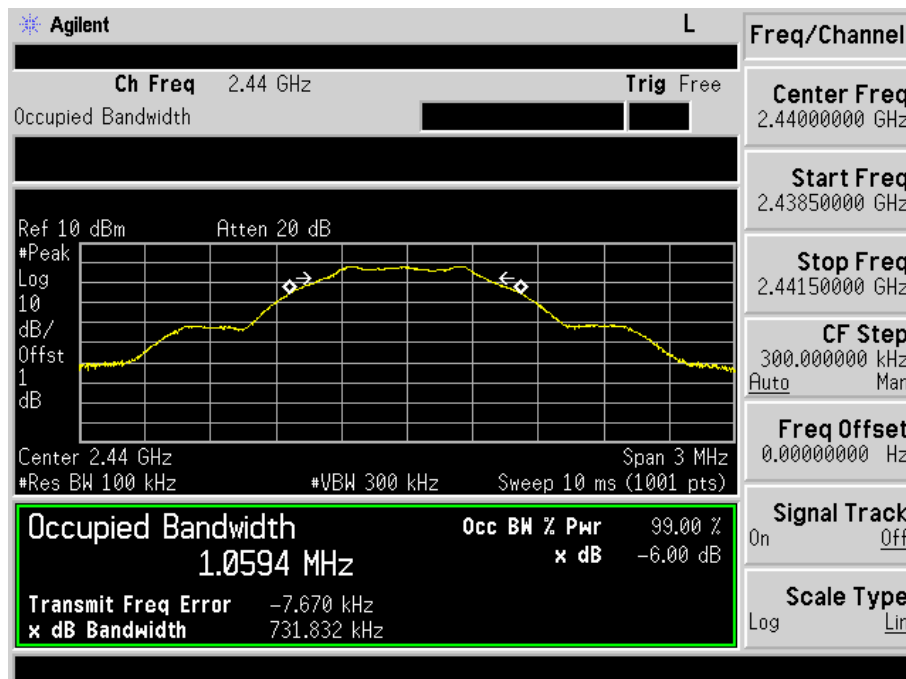 Agilent
L
Ch Freq 2.44 GHz Trig Free
Occupied Bandwidth
Ref 10 dBm Atten 20 dB
#Peak
Log
10
dB/
Offst
1
dB
Center 2.44 GHz Span 3 MHz
#Res BW 100 kHz #VBW 300 kHz Sweep 10 ms (1001 pts)
Occupied Bandwidth
1.0594 MHz
Occ BW % Pwr 99.00 %
x dB -6.00 dB
Transmit Freq Error -7.670 kHz
x dB Bandwidth 731.832 kHz
Freq/Channel
Center Freq
2.44000000 GHz
Start Freq
2.43850000 GHz
Stop Freq
2.44150000 GHz
CF Step
300.000000 kHz
Auto Man
Freq Offset
0.00000000 Hz
Signal Track
On Off
Scale Type
Log Lin